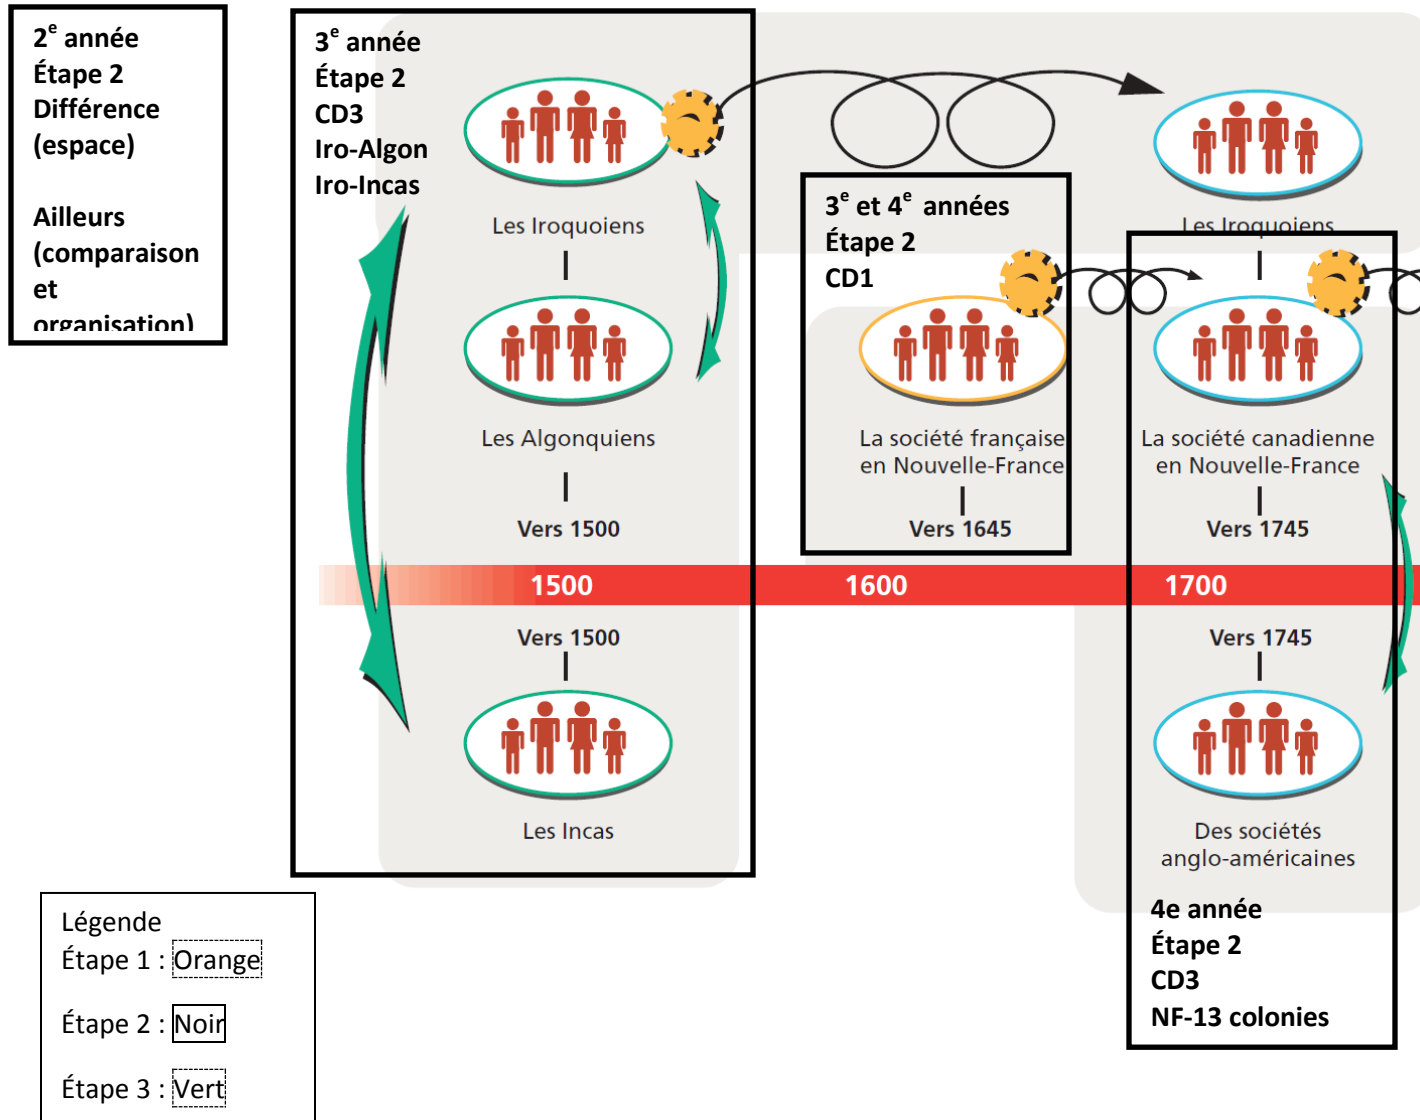 2e année
Étape 2
Différence
(espace)
Ailleurs
(comparaison
et
organisation)
3e année
Étape 2
CD3
Iro-Algon
Iro-Incas
Les Iroquoiens
Les Algonquiens
Vers 1500
3e et 4e années
Étape 2
CD1
La société française
en Nouvelle-France
Vers 1645
Les Iroquoiens
La société canadienne
en Nouvelle-France
Vers 1745
1500
1600
1700
Vers 1500
Les Incas
Vers 1745
Des sociétés
anglo-américaines
4e année
Étape 2
CD3
NF-13 colonies
Légende
Étape 1 : Orange
Étape 2 : Noir
Étape 3 : Vert